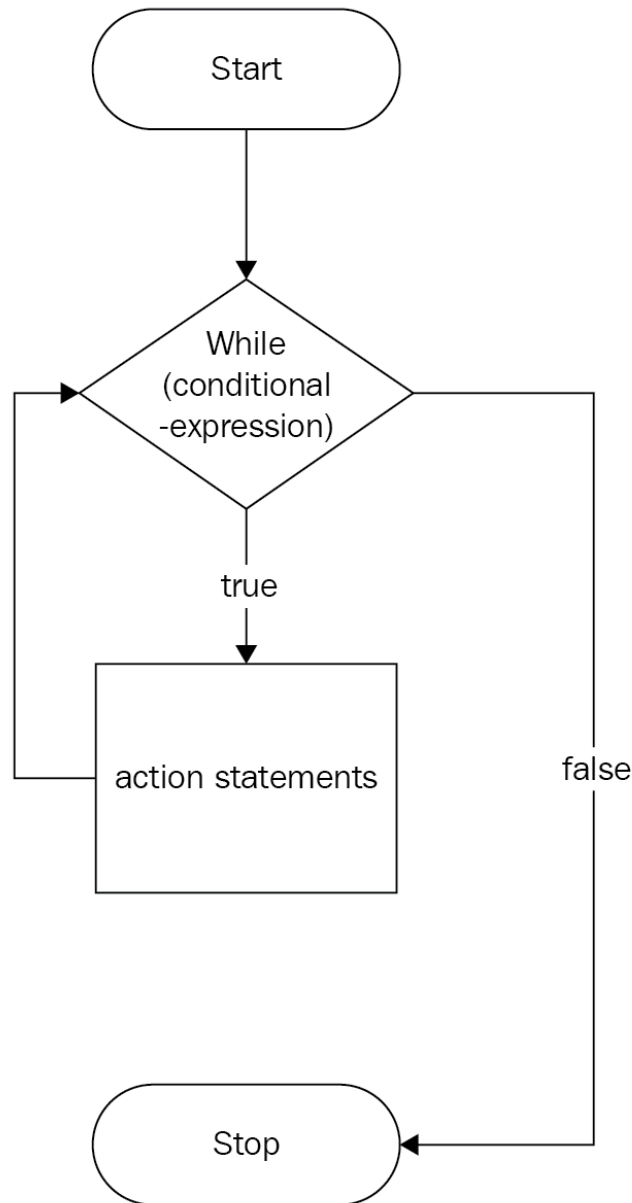 Start
While
(conditional
-expression)
true
action statements
false
Stop